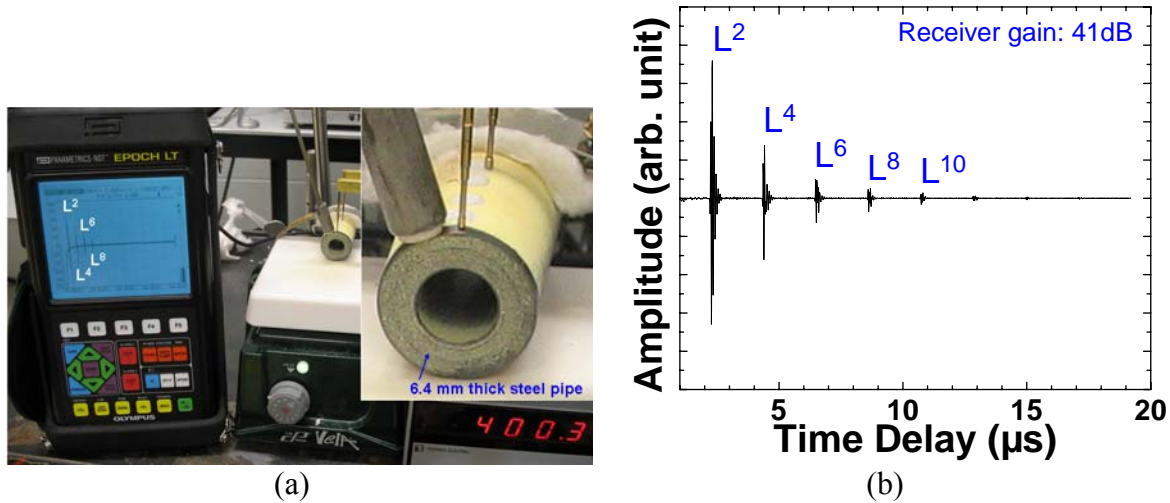 PANAMETRICS-NDT EPOCH LT
L²
L⁶
L⁸
L⁴
F1 F2 F3 F4 F5
OLYMPUS
6.4 mm thick steel pipe
400.3
(a)
Receiver gain: 41dB
L²
L⁴
L⁶
L⁸
L¹⁰
Amplitude (arb. unit)
5 10 15 20
Time Delay (µs)
(b)